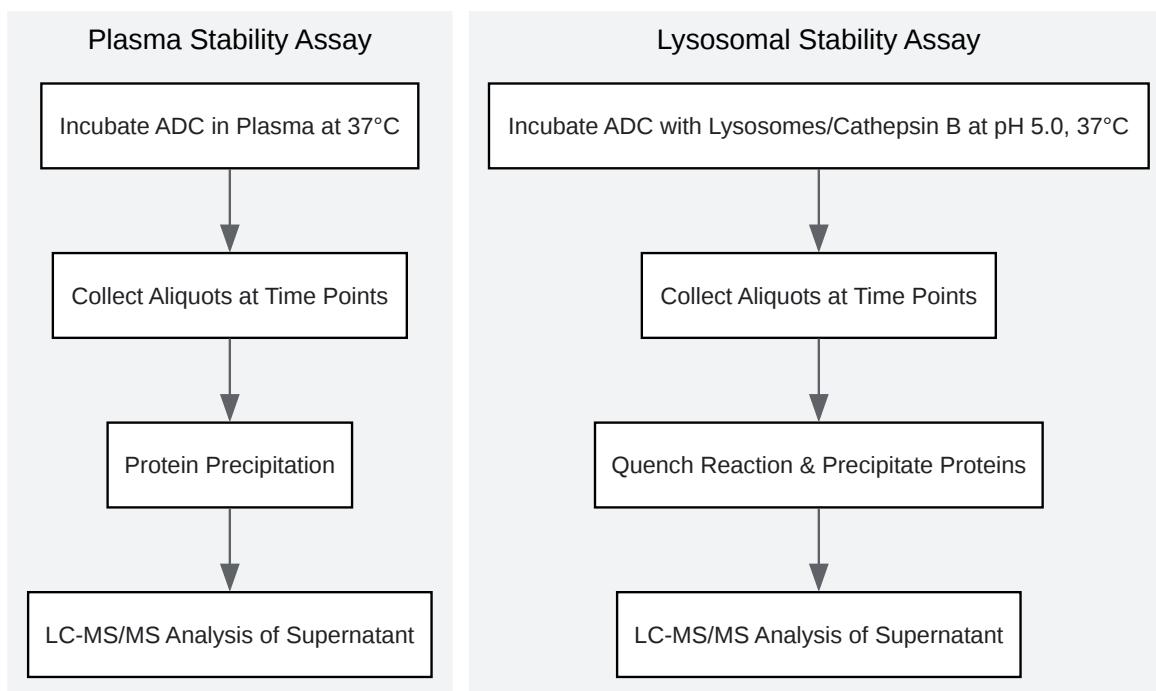 Plasma Stability Assay
Incubate ADC in Plasma at 37°C
Collect Aliquots at Time Points
Protein Precipitation
LC-MS/MS Analysis of Supernatant
Lysosomal Stability Assay
Incubate ADC with Lysosomes/Cathepsin B at pH 5.0, 37°C
Collect Aliquots at Time Points
Quench Reaction & Precipitate Proteins
LC-MS/MS Analysis of Supernatant